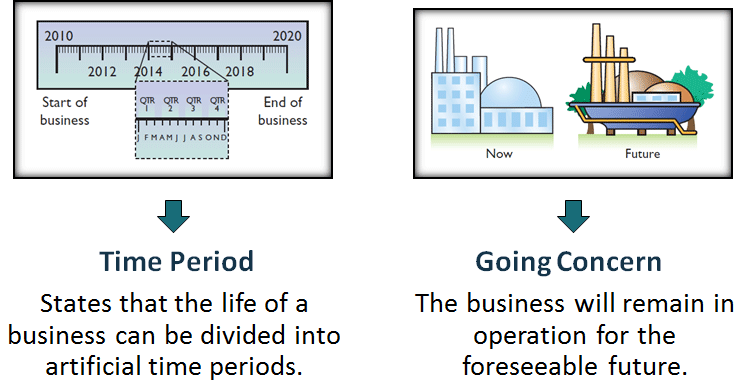 2010 2020
2012 2014 2016 2018
Start of
business
End of
business
QTR
1
QTR
2
QTR
3
QTR
4
J F M A M J J A S O N D
Now
Future
Time Period
States that the life of a
business can be divided into
artificial time periods.
Going Concern
The business will remain in
operation for the
foreseeable future.